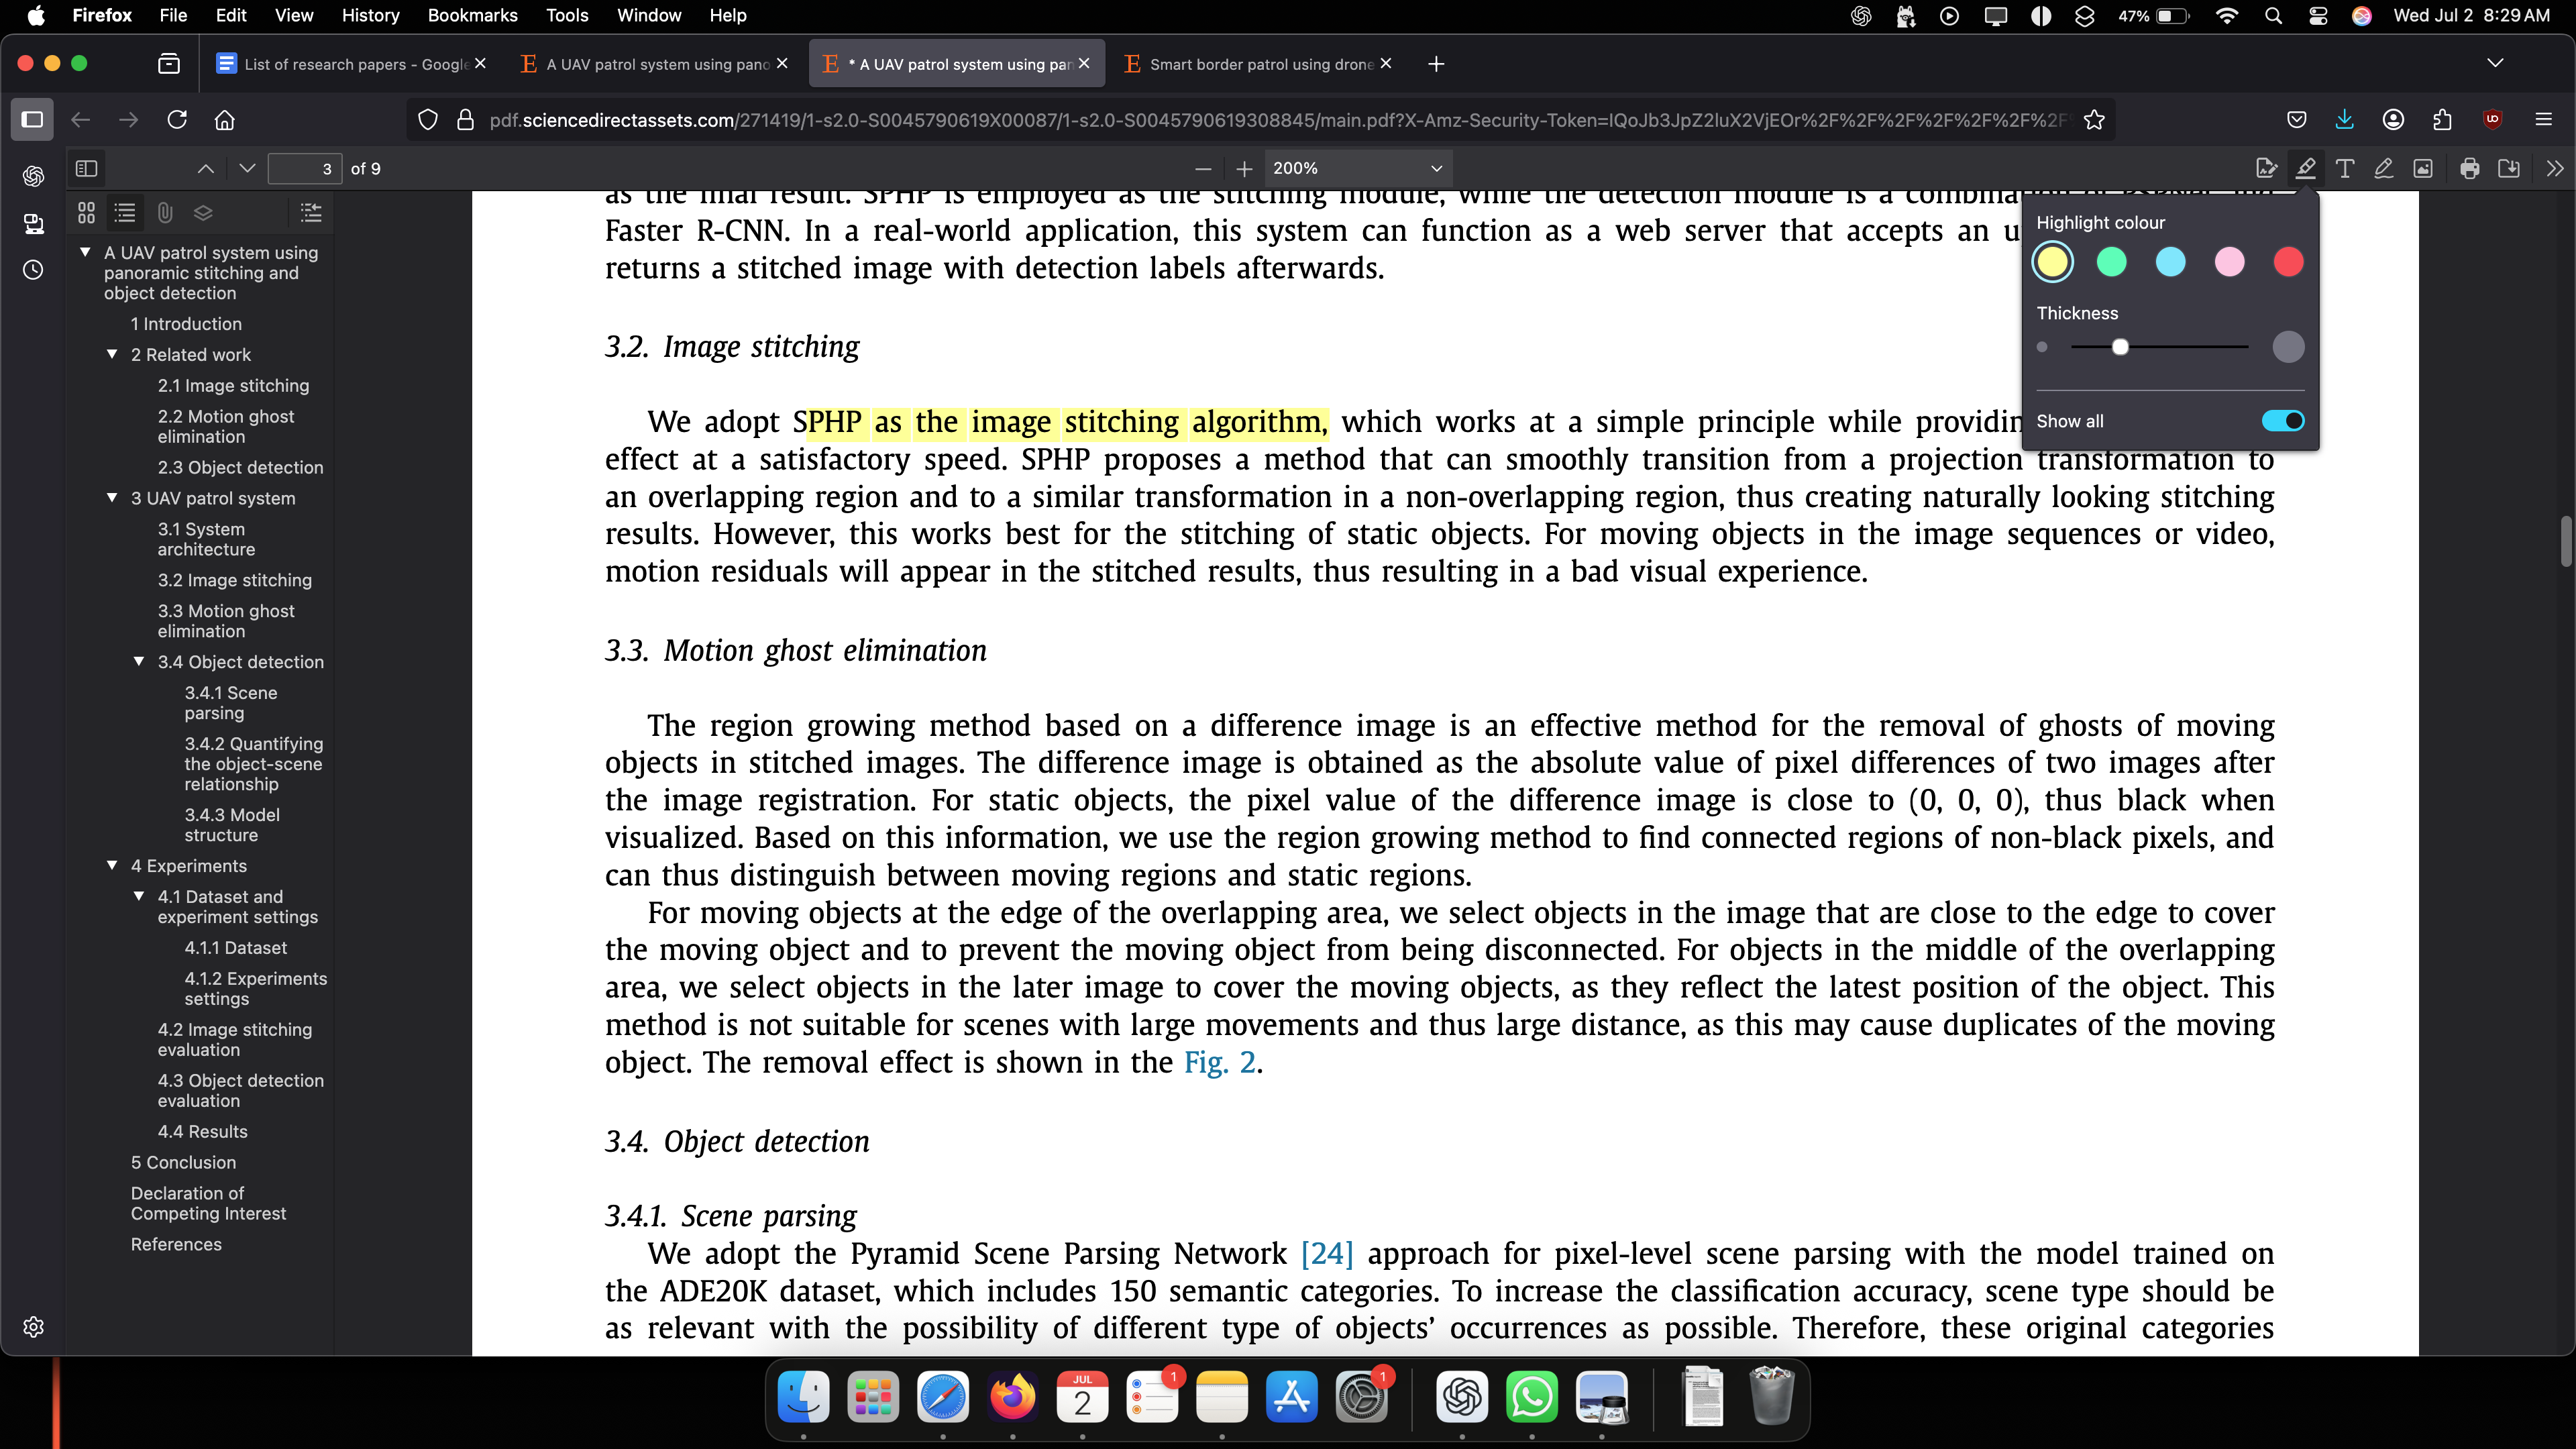 Firefox File Edit View History Bookmarks Tools Window Help
47%
Wed Jul 2 8:29 AM
List of research papers - Google
A UAV patrol system using pano
* A UAV patrol system using pan
Smart border patrol using drone
pdf.sciencedirectassets.com/271419/1-s2.0-S0045790619X00087/1-s2.0-S0045790619308845/main.pdf?X-Amz-Security-Token=IQoJb3JpZ2luX2VjEOr%2F%2F%2F%2F%2F%2F%2F
3 of 9
200%
A UAV patrol system using
panoramic stitching and
object detection
1 Introduction
2 Related work
2.1 Image stitching
2.2 Motion ghost
elimination
2.3 Object detection
3 UAV patrol system
3.1 System
architecture
3.2 Image stitching
3.3 Motion ghost
elimination
3.4 Object detection
3.4.1 Scene
parsing
3.4.2 Quantifying
the object-scene
relationship
3.4.3 Model
structure
4 Experiments
4.1 Dataset and
experiment settings
4.1.1 Dataset
4.1.2 Experiments
settings
4.2 Image stitching
evaluation
4.3 Object detection
evaluation
4.4 Results
5 Conclusion
Declaration of
Competing Interest
References
as the final result. SPHP is employed as the stitching module, while the detection module is a combina
Faster R-CNN. In a real-world application, this system can function as a web server that accepts an u
returns a stitched image with detection labels afterwards.
3.2. Image stitching
We adopt SPHP as the image stitching algorithm, which works at a simple principle while providin
effect at a satisfactory speed. SPHP proposes a method that can smoothly transition from a projection transformation to
an overlapping region and to a similar transformation in a non-overlapping region, thus creating naturally looking stitching
results. However, this works best for the stitching of static objects. For moving objects in the image sequences or video,
motion residuals will appear in the stitched results, thus resulting in a bad visual experience.
3.3. Motion ghost elimination
The region growing method based on a difference image is an effective method for the removal of ghosts of moving
objects in stitched images. The difference image is obtained as the absolute value of pixel differences of two images after
the image registration. For static objects, the pixel value of the difference image is close to (0, 0, 0), thus black when
visualized. Based on this information, we use the region growing method to find connected regions of non-black pixels, and
can thus distinguish between moving regions and static regions.
For moving objects at the edge of the overlapping area, we select objects in the image that are close to the edge to cover
the moving object and to prevent the moving object from being disconnected. For objects in the middle of the overlapping
area, we select objects in the later image to cover the moving objects, as they reflect the latest position of the object. This
method is not suitable for scenes with large movements and thus large distance, as this may cause duplicates of the moving
object. The removal effect is shown in the Fig. 2.
3.4. Object detection
3.4.1. Scene parsing
We adopt the Pyramid Scene Parsing Network [24] approach for pixel-level scene parsing with the model trained on
the ADE20K dataset, which includes 150 semantic categories. To increase the classification accuracy, scene type should be
as relevant with the possibility of different type of objects' occurrences as possible. Therefore, these original categories
Highlight colour
Thickness
Show all
JUL
2
1
1